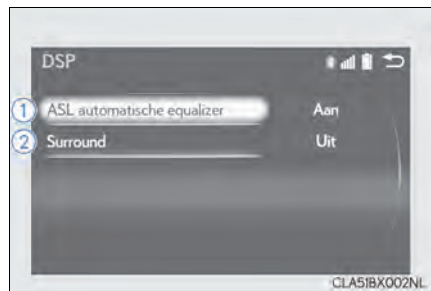 DSP
1 ASL automatische equalizer Aan
2 Surround Uit
CLA51BX002NL